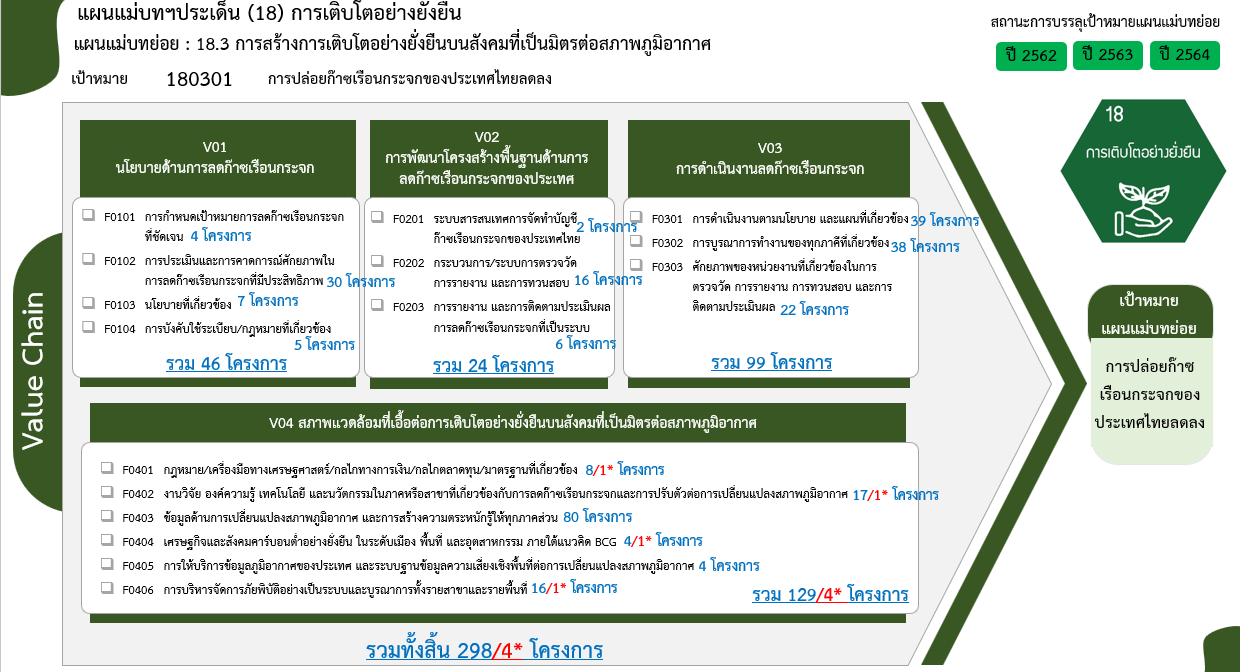 แผนแม่บทฯประเด็น (18) การเติบโตอย่างยั่งยืน
แผนแม่บทย่อย : 18.3 การสร้างการเติบโตอย่างยั่งยืนบนสังคมที่เป็นมิตรต่อสภาพภูมิอากาศ
เป้าหมาย 180301 การปล่อยก๊าซเรือนกระจกของประเทศไทยลดลง
สถานะการบรรลุเป้าหมายแผนแม่บทย่อย
ปี 2562 ปี 2563 ปี 2564
Value Chain
V01
นโยบายด้านการลดก๊าซเรือนกระจก
F0101 การกำหนดเป้าหมายการลดก๊าซเรือนกระจก
ที่ชัดเจน 4 โครงการ
F0102 การประเมินและการคาดการณ์ศักยภาพใน
การลดก๊าซเรือนกระจกที่มีประสิทธิภาพ 30 โครงการ
F0103 นโยบายที่เกี่ยวข้อง 7 โครงการ
F0104 การบังคับใช้ระเบียบ/กฎหมายที่เกี่ยวข้อง
5 โครงการ
รวม 46 โครงการ
V02
การพัฒนาโครงสร้างพื้นฐานด้านการ
ลดก๊าซเรือนกระจกของประเทศ
F0201 ระบบสารสนเทศการจัดทำบัญชี
ก๊าซเรือนกระจกของประเทศไทย 2 โครงการ
F0202 กระบวนการ/ระบบการตรวจวัด
การรายงาน และการทวนสอบ 16 โครงการ
F0203 การรายงาน และการติดตามประเมินผล
การลดก๊าซเรือนกระจกที่เป็นระบบ
6 โครงการ
รวม 24 โครงการ
V03
การดำเนินงานลดก๊าซเรือนกระจก
F0301 การดำเนินงานตามนโยบาย และแผนที่เกี่ยวข้อง 39 โครงการ
F0302 การบูรณาการทำงานของทุกภาคีที่เกี่ยวข้อง 38 โครงการ
F0303 ศักยภาพของหน่วยงานที่เกี่ยวข้องในการ
ตรวจวัด การรายงาน การทวนสอบ และการ
ติดตามประเมินผล 22 โครงการ
รวม 99 โครงการ
V04 สภาพแวดล้อมที่เอื้อต่อการเติบโตอย่างยั่งยืนบนสังคมที่เป็นมิตรต่อสภาพภูมิอากาศ
F0401 กฎหมาย/เครื่องมือทางเศรษฐศาสตร์/กลไกทางการเงิน/กลไกตลาดทุน/มาตรฐานที่เกี่ยวข้อง 8/1* โครงการ
F0402 งานวิจัย องค์ความรู้ เทคโนโลยี และนวัตกรรมในภาคหรือสาขาที่เกี่ยวข้องกับการลดก๊าซเรือนกระจกและการปรับตัวต่อการเปลี่ยนแปลงสภาพภูมิอากาศ 17/1* โครงการ
F0403 ข้อมูลด้านการเปลี่ยนแปลงสภาพภูมิอากาศ และการสร้างความตระหนักรู้ให้ทุกภาคส่วน 80 โครงการ
F0404 เศรษฐกิจและสังคมคาร์บอนต่ำอย่างยั่งยืน ในระดับเมือง พื้นที่ และอุตสาหกรรม ภายใต้แนวคิด BCG 4/1* โครงการ
F0405 การให้บริการข้อมูลภูมิอากาศของประเทศ และระบบฐานข้อมูลความเสี่ยงเชิงพื้นที่ต่อการเปลี่ยนแปลงสภาพภูมิอากาศ 4 โครงการ
F0406 การบริหารจัดการภัยพิบัติอย่างเป็นระบบและบูรณาการทั้งรายสาขาและรายพื้นที่ 16/1* โครงการ
รวม 129/4* โครงการ
รวมทั้งสิ้น 298/4* โครงการ
18
การเติบโตอย่างยั่งยืน
เป้าหมาย
แผนแม่บทย่อย
การปล่อยก๊าซ
เรือนกระจกของ
ประเทศไทยลดลง